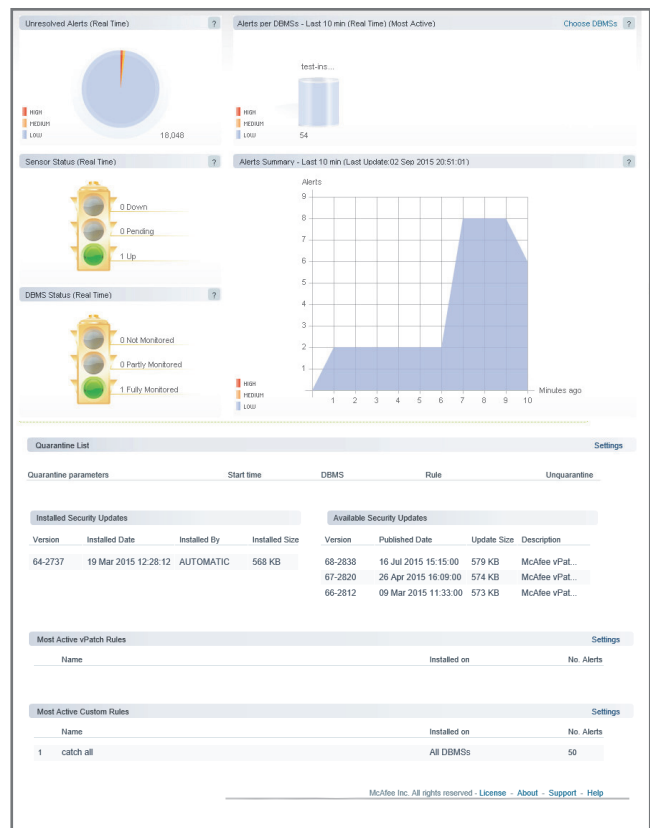 Unresolved Alerts (Real Time) ?
HIGH
MEDIUM
LOW
18,048
Alerts per DBMSs - Last 10 min (Real Time) (Most Active) Choose DBMSs ?
test-ins...
HIGH
MEDIUM
LOW
54
Sensor Status (Real Time) ?
0 Down
0 Pending
1 Up
DBMS Status (Real Time) ?
0 Not Monitored
0 Partly Monitored
1 Fully Monitored
Alerts Summary - Last 10 min (Last Update:02 Sep 2015 20:51:01) ?
Alerts
9
8
7
6
5
4
3
2
1
1 2 3 4 5 6 7 8 9 10
Minutes ago
HIGH
MEDIUM
LOW
Quarantine List Settings
Quarantine parameters Start time DBMS Rule Unquarantine
Installed Security Updates
Version Installed Date Installed By Installed Size
64-2737 19 Mar 2015 12:28:12 AUTOMATIC 568 KB
Available Security Updates
Version Published Date Update Size Description
68-2838 16 Jul 2015 15:15:00 579 KB McAfee vPat...
67-2820 26 Apr 2015 16:09:00 574 KB McAfee vPat...
66-2812 09 Mar 2015 11:33:00 573 KB McAfee vPat...
Most Active vPatch Rules Settings
Name Installed on No. Alerts
Most Active Custom Rules Settings
Name Installed on No. Alerts
1 catch all All DBMSs 50
McAfee Inc. All rights reserved - License - About - Support - Help